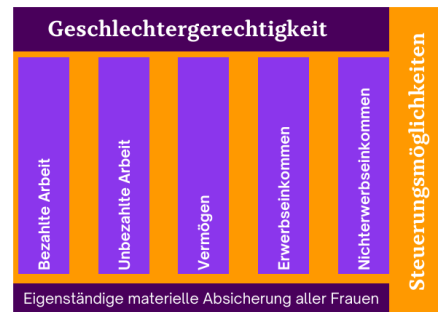 Geschlechtergerechtigkeit
Bezahlte Arbeit
Unbezahlte Arbeit
Vermögen
Erwerbseinkommen
Nichterwerbseinkommen
Steuerungsmöglichkeiten
Eigenständige materielle Absicherung aller Frauen